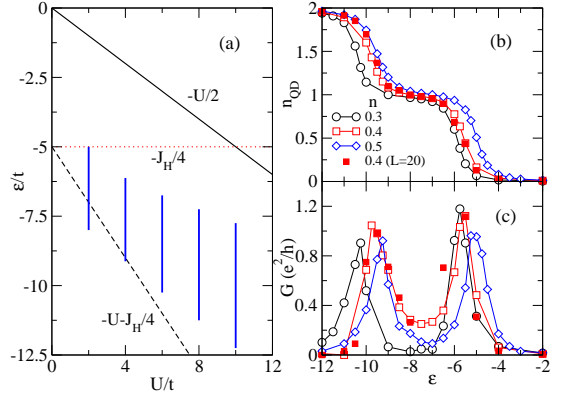 0
-2.5
-5
-7.5
-10
-12.5
ε/t
0
4
8
12
U/t
(a)
-U/2
-J_H/4
-U-J_H/4
2
1.5
1
0.5
0
n_QD
(b)
n
0.3
0.4
0.5
0.4 (L=20)
1.2
0.8
0.4
0
G (e²/h)
(c)
-12
-10
-8
-6
-4
-2
ε